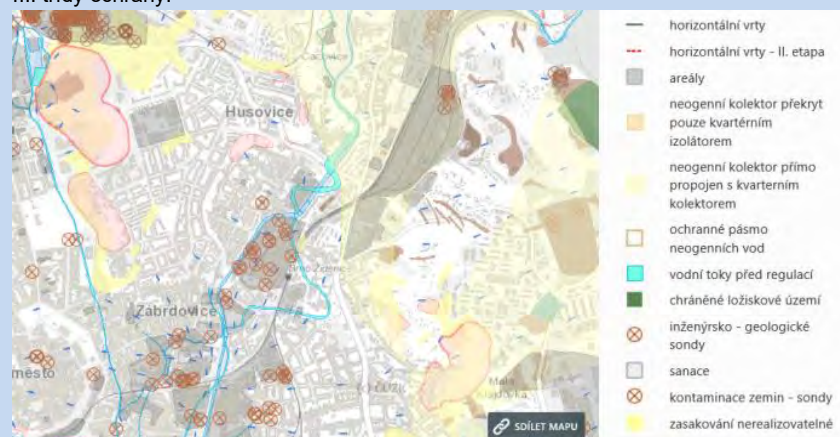 Husovice
Zábrdovice
město
Malá
SDÍLET MAPU
horizontální vrty
horizontální vrty - II. etapa
areály
neogenní kolektor překryt
pouze kvartérním
izolátorem
neogenní kolektor přímo
propojen s kvarterním
kolektorem
ochranné pásmo
neogenních vod
vodní toky před regulací
chráněné ložiskové území
inženýrsko - geologické
sondy
sanace
kontaminace zemin - sondy
zasakování nerealizovatelné